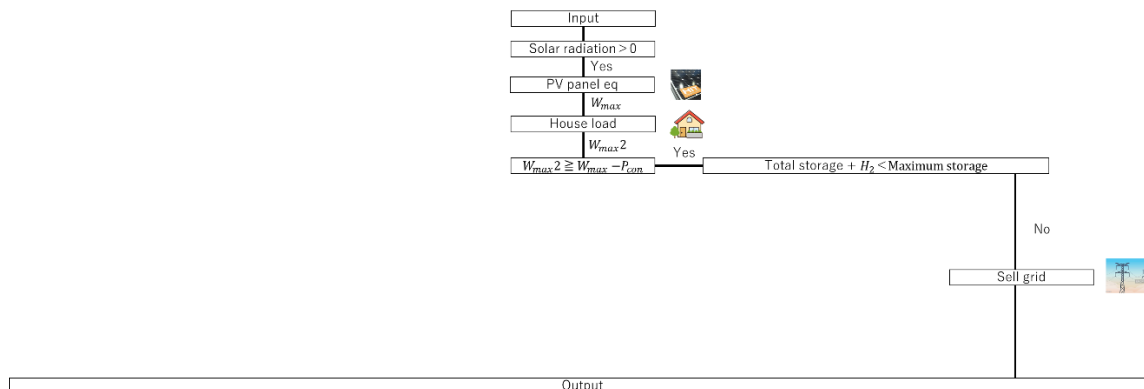 Input
Solar radiation > 0
Yes
PV panel eq
W_max
House load
W_max2
W_max2 ≧ W_max − P_con
Yes
Total storage + H₂ < Maximum storage
No
Sell grid
Output